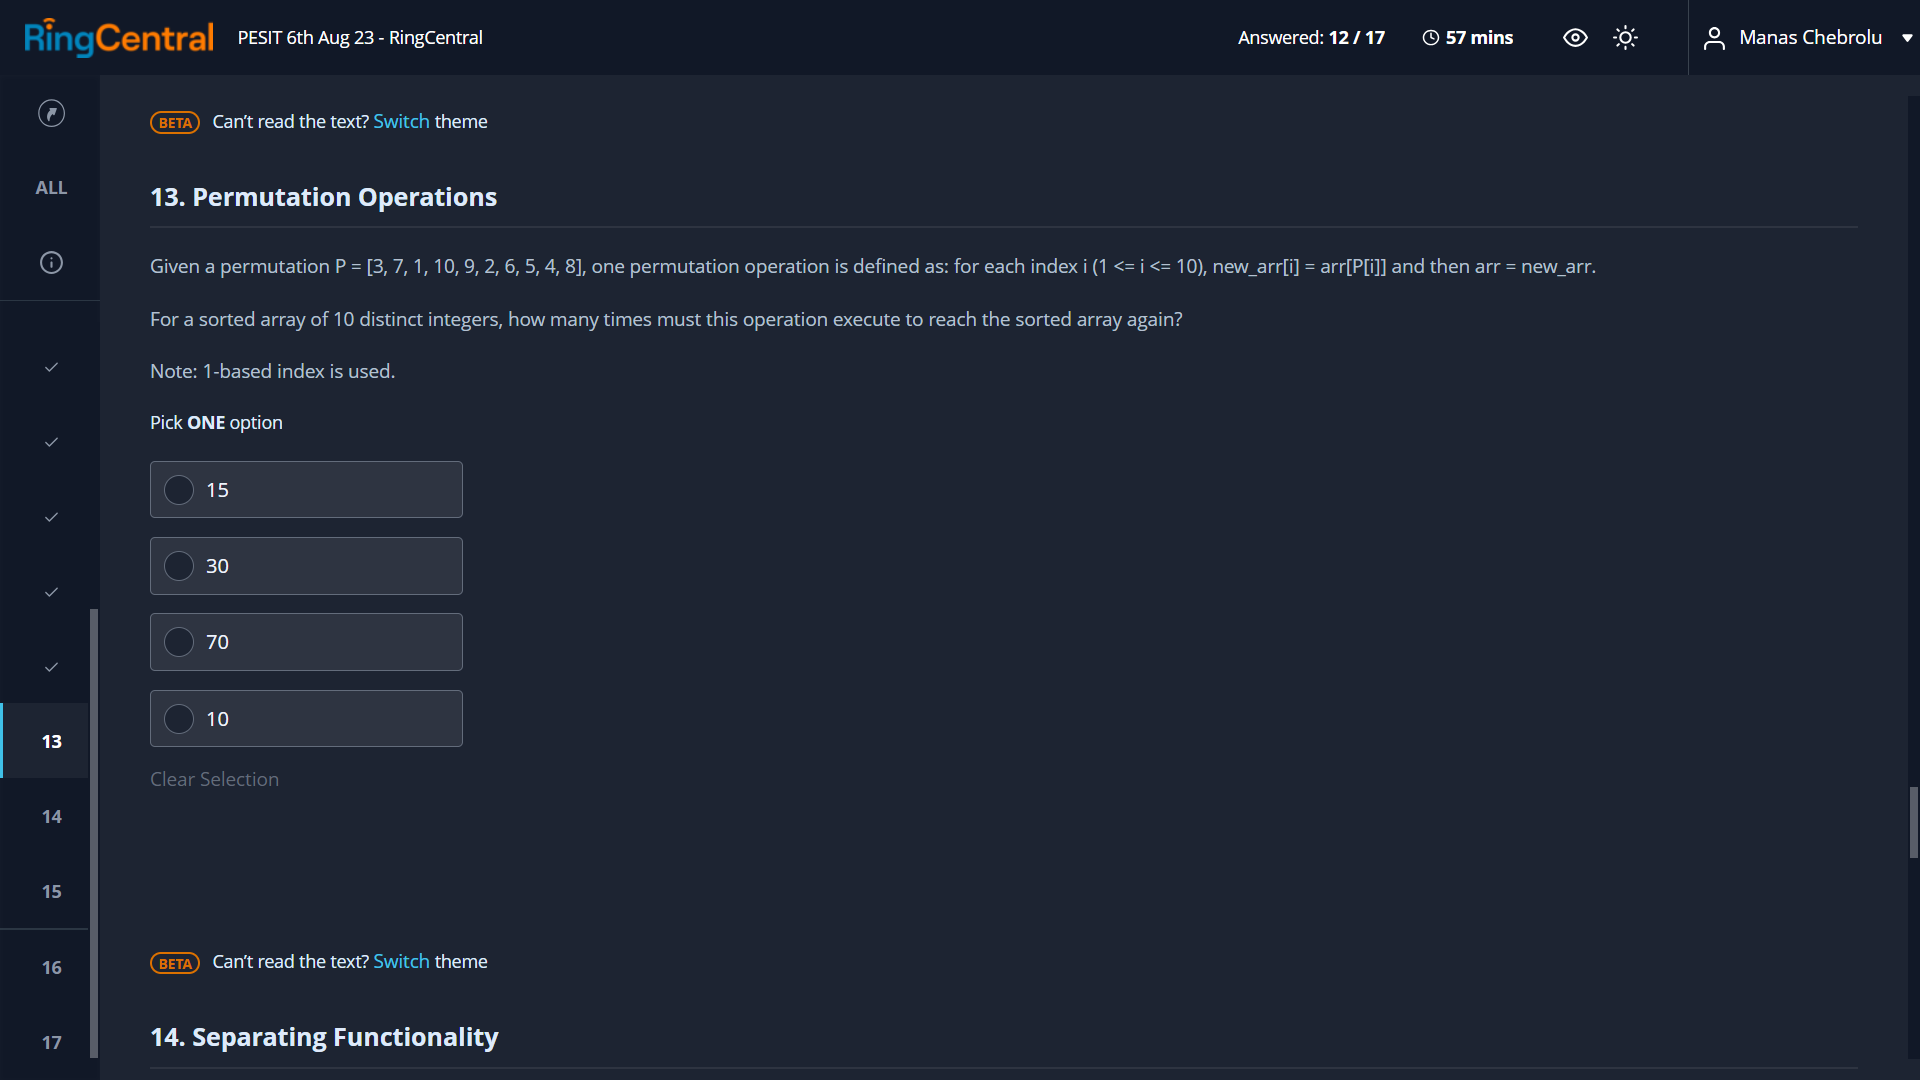 RingCentral PESIT 6th Aug 23 - RingCentral Answered: 12 / 17 57 mins Manas Chebrolu
ALL
13
14
15
16
17
BETA Can't read the text? Switch theme
13. Permutation Operations
Given a permutation P = [3, 7, 1, 10, 9, 2, 6, 5, 4, 8], one permutation operation is defined as: for each index i (1 <= i <= 10), new_arr[i] = arr[P[i]] and then arr = new_arr.
For a sorted array of 10 distinct integers, how many times must this operation execute to reach the sorted array again?
Note: 1-based index is used.
Pick ONE option
15
30
70
10
Clear Selection
BETA Can't read the text? Switch theme
14. Separating Functionality